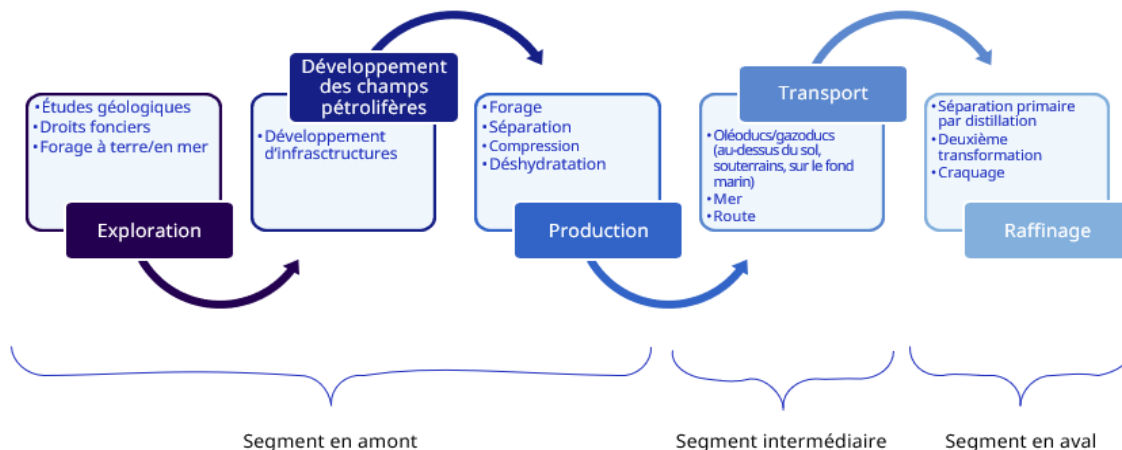 •Études géologiques
•Droits fonciers
•Forage à terre/en mer
Exploration
Développement
des champs
pétrolifères
•Développement
d'infrasctructures
•Forage
•Séparation
•Compression
•Déshydratation
Production
Transport
•Oléoducs/gazoducs
(au-dessus du sol,
souterrains, sur le fond
marin)
•Mer
•Route
•Séparation primaire
par distillation
•Deuxième
transformation
•Craquage
Raffinage
Segment en amont
Segment intermédiaire
Segment en aval